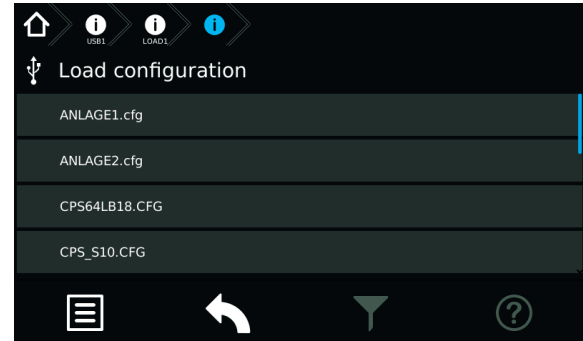 USB1 LOAD1
Load configuration
ANLAGE1.cfg
ANLAGE2.cfg
CPS64LB18.CFG
CPS_S10.CFG